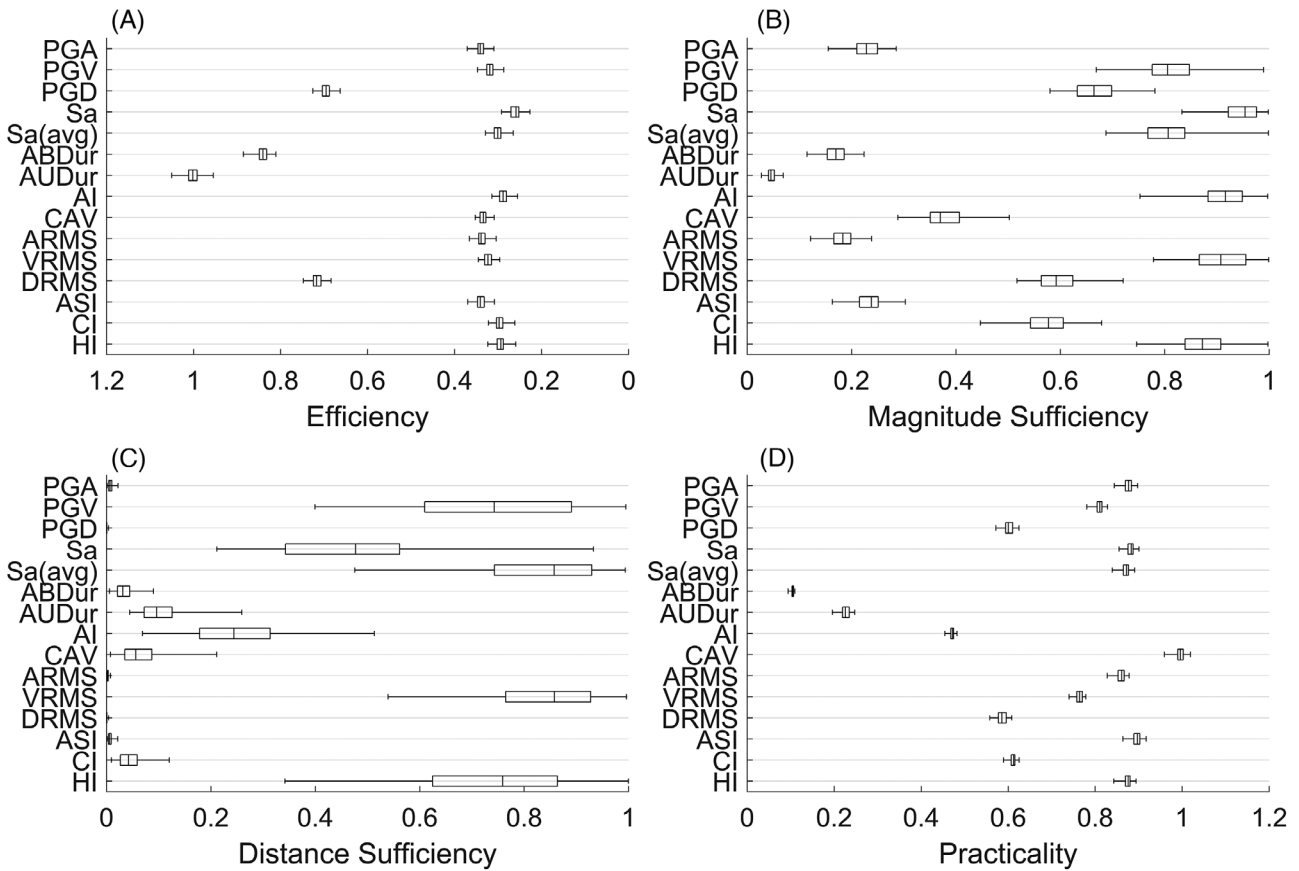 (A)
PGA
PGV
PGD
Sa
Sa(avg)
ABDur
AUDur
AI
CAV
ARMS
VRMS
DRMS
ASI
CI
HI
1.2 1 0.8 0.6 0.4 0.2 0
Efficiency
(B)
PGA
PGV
PGD
Sa
Sa(avg)
ABDur
AUDur
AI
CAV
ARMS
VRMS
DRMS
ASI
CI
HI
0 0.2 0.4 0.6 0.8 1
Magnitude Sufficiency
(C)
PGA
PGV
PGD
Sa
Sa(avg)
ABDur
AUDur
AI
CAV
ARMS
VRMS
DRMS
ASI
CI
HI
0 0.2 0.4 0.6 0.8 1
Distance Sufficiency
(D)
PGA
PGV
PGD
Sa
Sa(avg)
ABDur
AUDur
AI
CAV
ARMS
VRMS
DRMS
ASI
CI
HI
0 0.2 0.4 0.6 0.8 1 1.2
Practicality